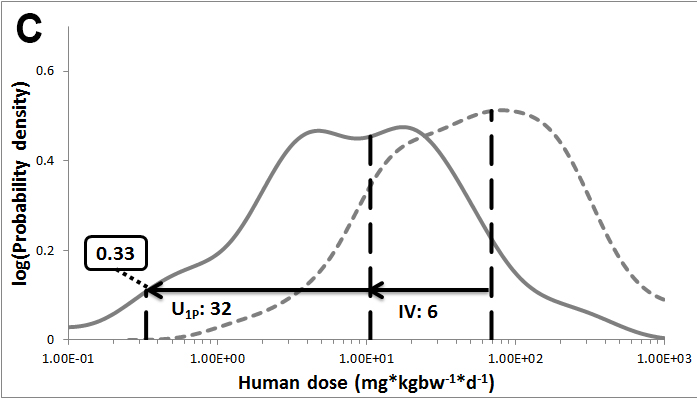 C
log(Probability density)
0.6
0.4
0.2
0
0.33
U1P: 32
IV: 6
1.00E-01 1.00E+00 1.00E+01 1.00E+02 1.00E+03
Human dose (mg*kgbw-1*d-1)